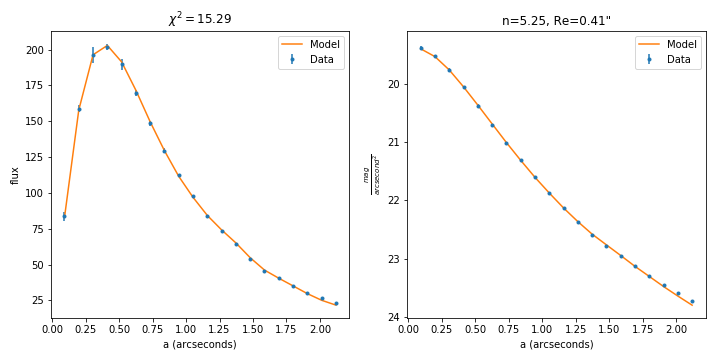 χ² = 15.29
200
175
150
125
100
75
50
25
flux
0.00 0.25 0.50 0.75 1.00 1.25 1.50 1.75 2.00
a (arcseconds)
Model
Data
n=5.25, Re=0.41"
20
21
22
23
24
mag
arcsecond²
0.00 0.25 0.50 0.75 1.00 1.25 1.50 1.75 2.00
a (arcseconds)
Model
Data